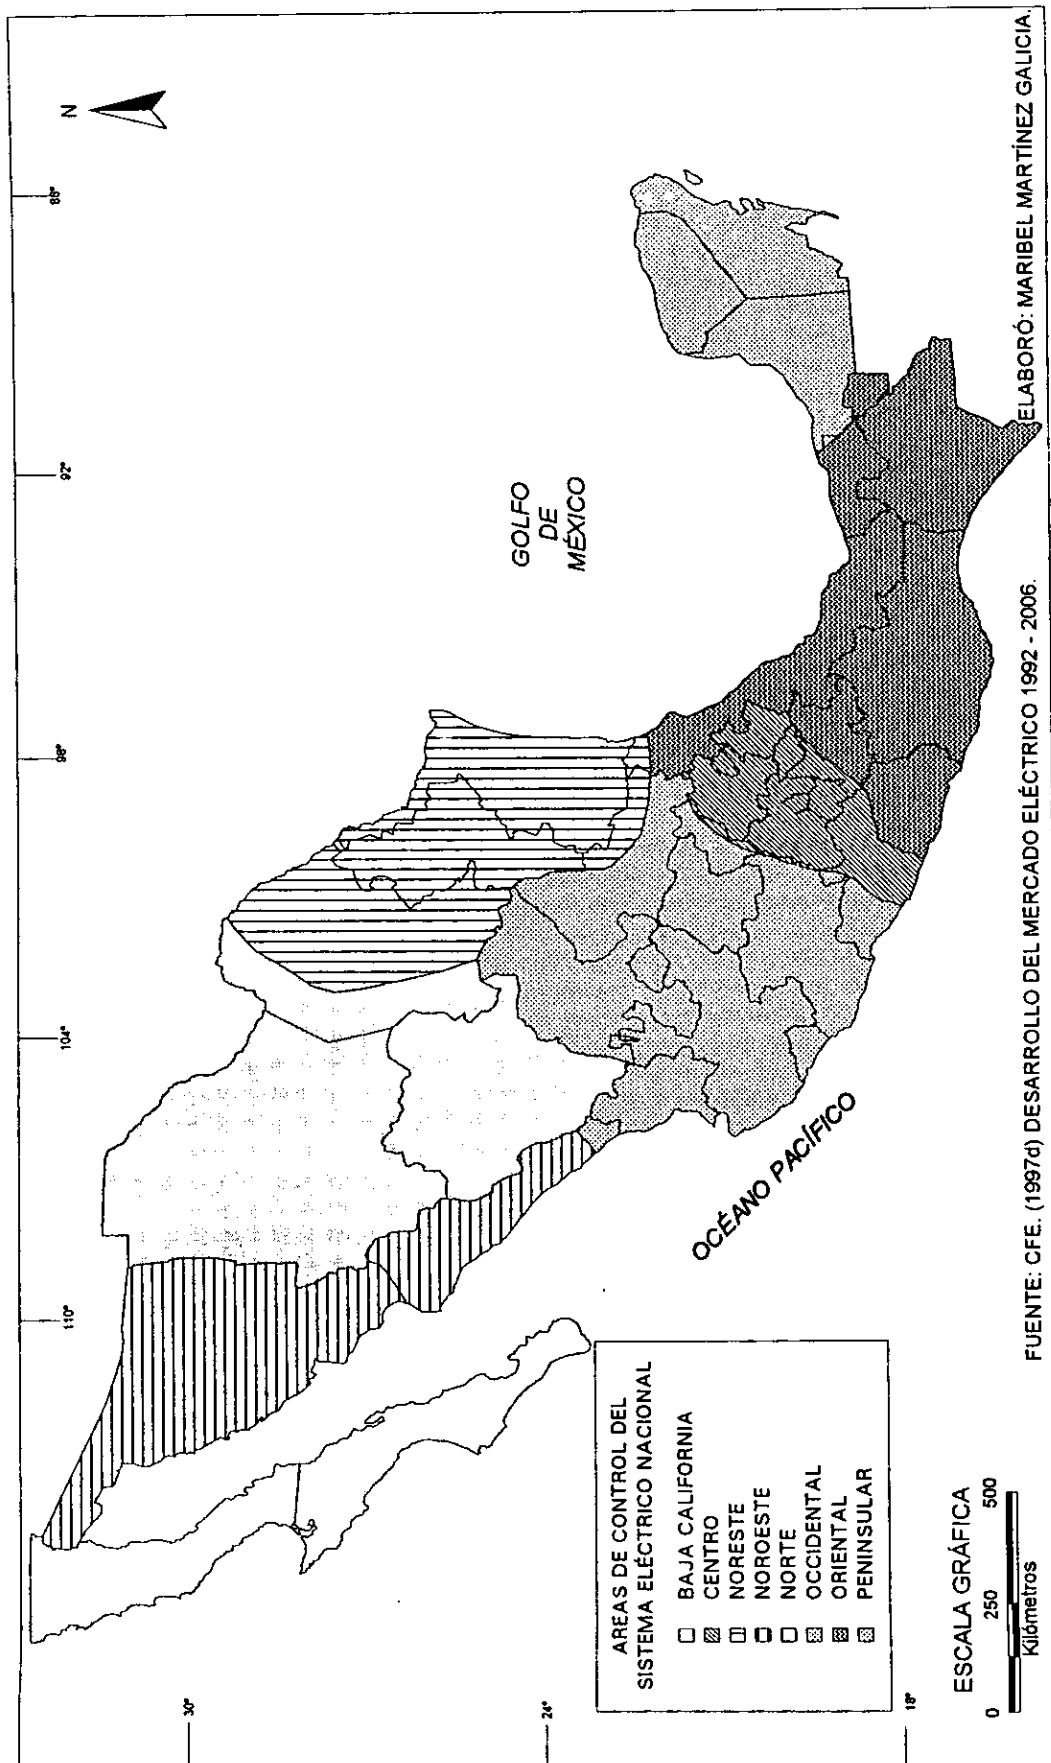 N
110°
104°
98°
92°
86°
30°
24°
18°
GOLFO
DE
MÉXICO
OCÉANO PACÍFICO
AREAS DE CONTROL DEL
SISTEMA ELÉCTRICO NACIONAL
BAJA CALIFORNIA
CENTRO
NORESTE
NOROESTE
NORTE
OCCIDENTAL
ORIENTAL
PENINSULAR
ESCALA GRÁFICA
0 250 500
Kilómetros
FUENTE: CFE. (1997d) DESARROLLO DEL MERCADO ELÉCTRICO 1992 - 2006.
ELABORÓ: MARIBEL MARTÍNEZ GALICIA.